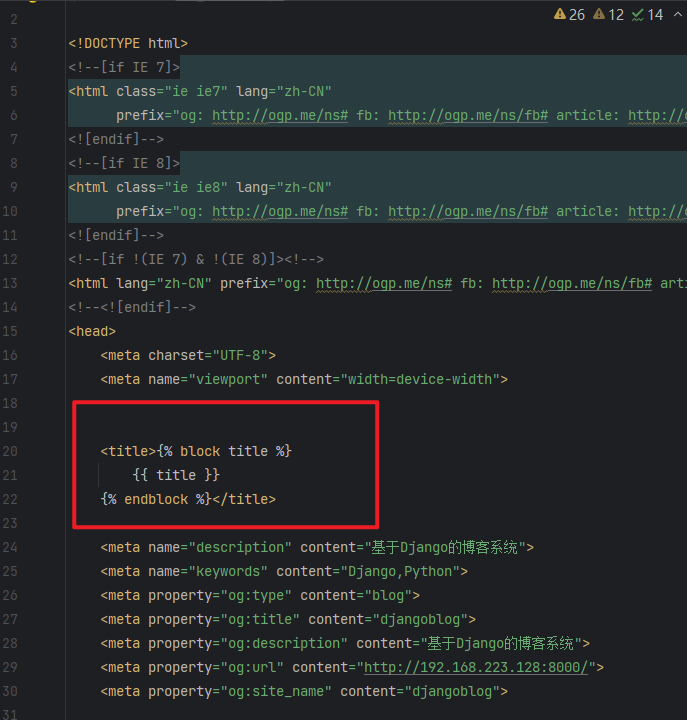 26 12 14
2
3 <!DOCTYPE html>
4 <!--[if IE 7]>
5 <html class="ie ie7" lang="zh-CN"
6 prefix="og: http://ogp.me/ns# fb: http://ogp.me/ns/fb# article: http://
7 <![endif]-->
8 <!--[if IE 8]>
9 <html class="ie ie8" lang="zh-CN"
10 prefix="og: http://ogp.me/ns# fb: http://ogp.me/ns/fb# article: http://
11 <![endif]-->
12 <!--[if !(IE 7) & !(IE 8)]><!-->
13 <html lang="zh-CN" prefix="og: http://ogp.me/ns# fb: http://ogp.me/ns/fb# arti
14 <!--<![endif]-->
15 <head>
16 <meta charset="UTF-8">
17 <meta name="viewport" content="width=device-width">
18
19
20 <title>{% block title %}
21 {{ title }}
22 {% endblock %}</title>
23
24 <meta name="description" content="基于Django的博客系统">
25 <meta name="keywords" content="Django,Python">
26 <meta property="og:type" content="blog">
27 <meta property="og:title" content="djangoblog">
28 <meta property="og:description" content="基于Django的博客系统">
29 <meta property="og:url" content="http://192.168.223.128:8000/">
30 <meta property="og:site_name" content="djangoblog">
31